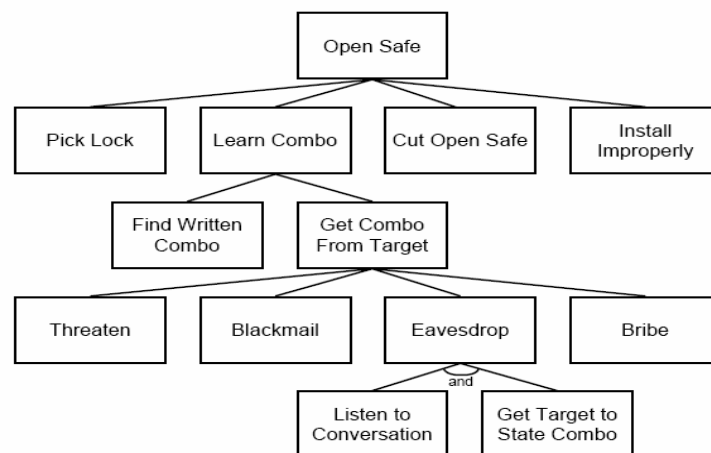 Open Safe
Pick Lock
Learn Combo
Cut Open Safe
Install
Improperly
Find Written
Combo
Get Combo
From Target
Threaten
Blackmail
Eavesdrop
Bribe
and
Listen to
Conversation
Get Target to
State Combo